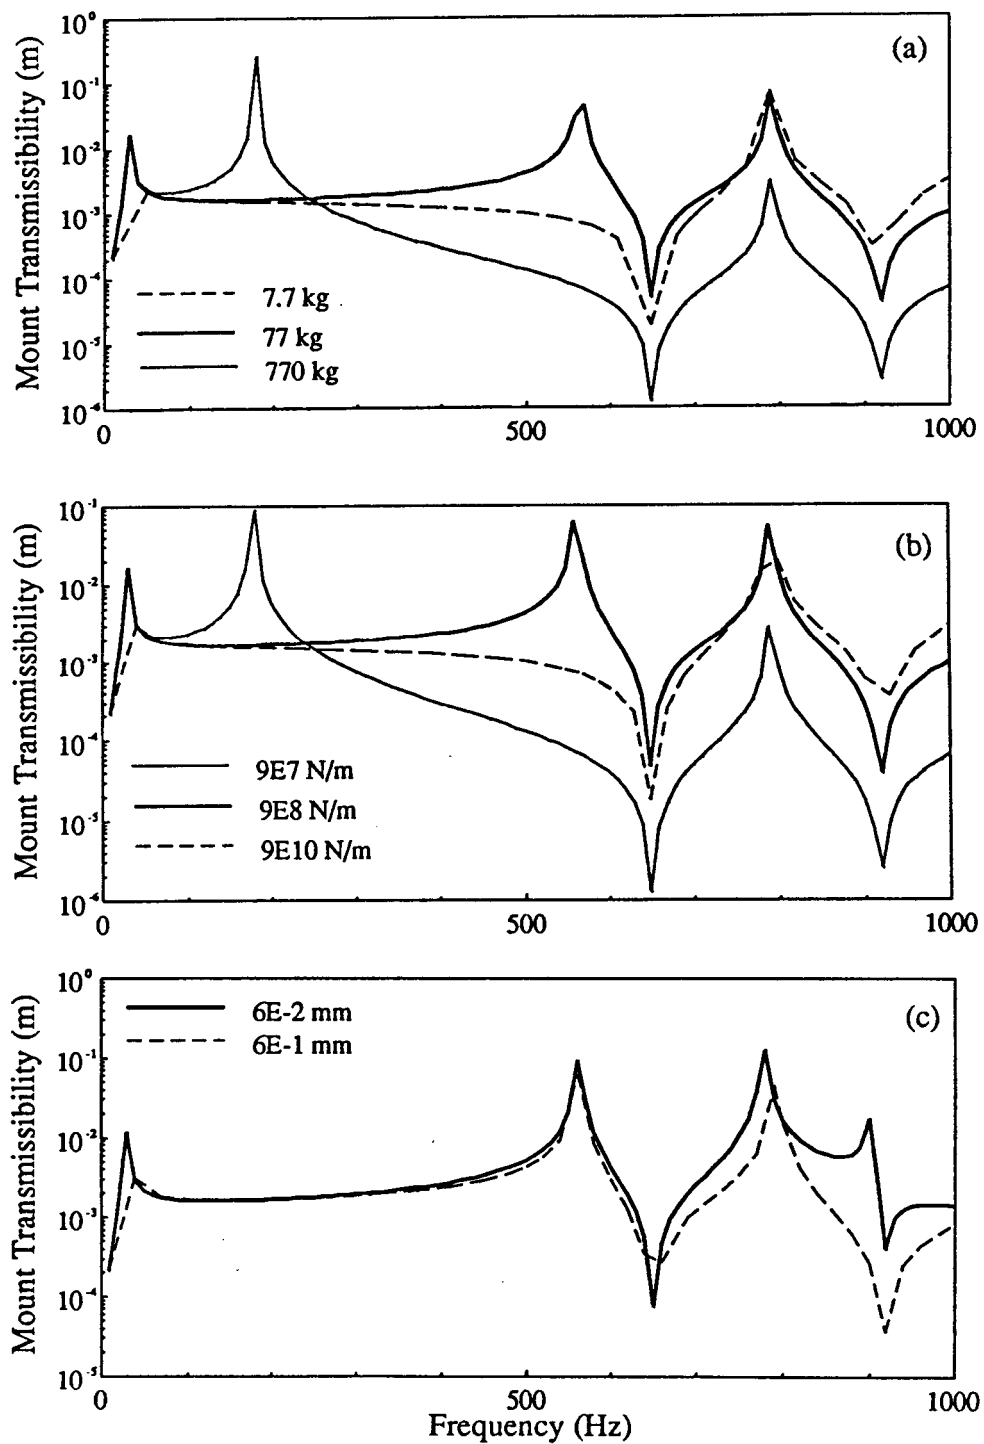 (a)
Mount Transmissibility (m)
10⁰
10⁻¹
10⁻²
10⁻³
10⁻⁴
10⁻⁵
10⁻⁶
7.7 kg
77 kg
770 kg
0
500
1000
(b)
Mount Transmissibility (m)
10⁻¹
10⁻²
10⁻³
10⁻⁴
10⁻⁵
10⁻⁶
9E7 N/m
9E8 N/m
9E10 N/m
0
500
1000
(c)
Mount Transmissibility (m)
10⁰
10⁻¹
10⁻²
10⁻³
10⁻⁴
10⁻⁵
6E-2 mm
6E-1 mm
0
500
1000
Frequency (Hz)